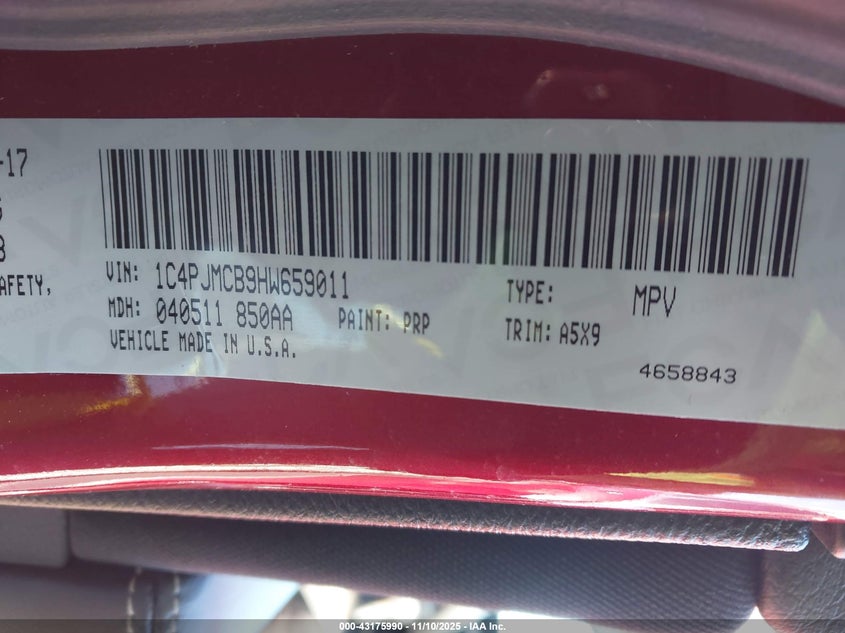 -17
AFETY,
VIN: 1C4PJMCB9HW659011
TYPE: MPV
MDH: 040511 850AA
PAINT: PRP
TRIM: A5X9
VEHICLE MADE IN U.S.A.
4658843
000-43175990 — 11/10/2025 — IAA Inc.